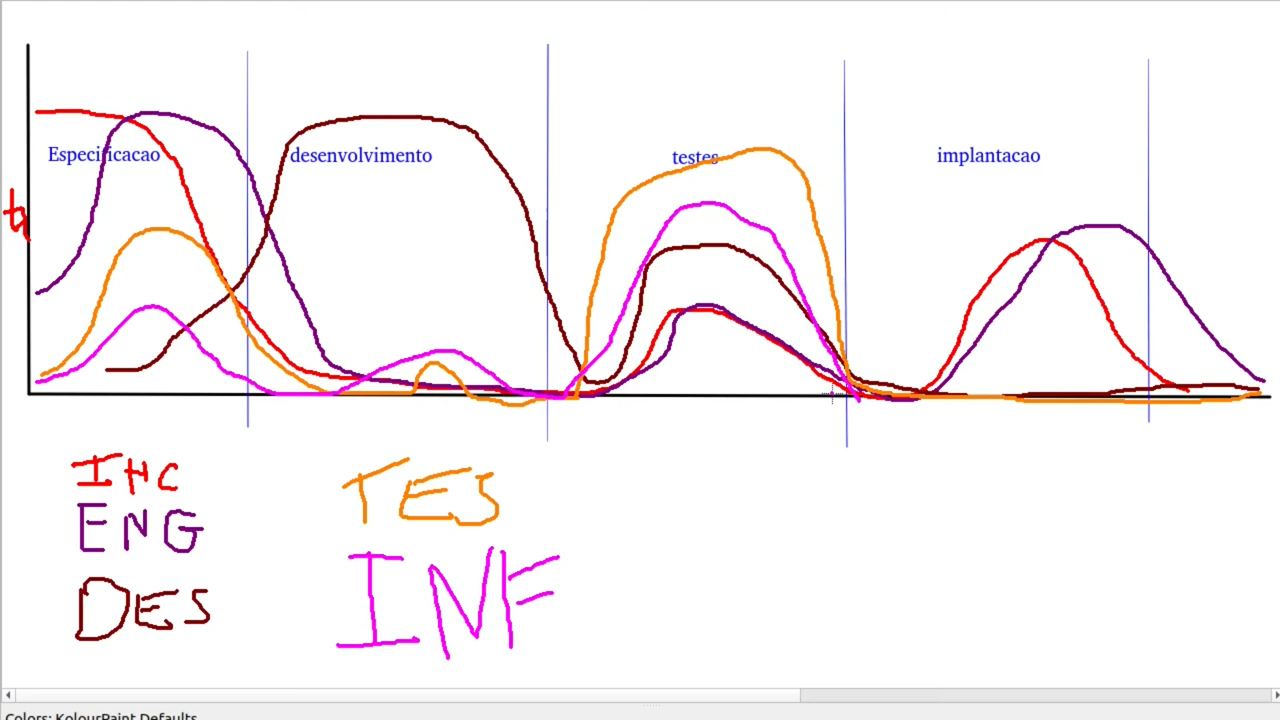 Especificacao desenvolvimento testes implantacao
IHC
ENG
DES
TES
INF
Colors: KolourPaint Defaults